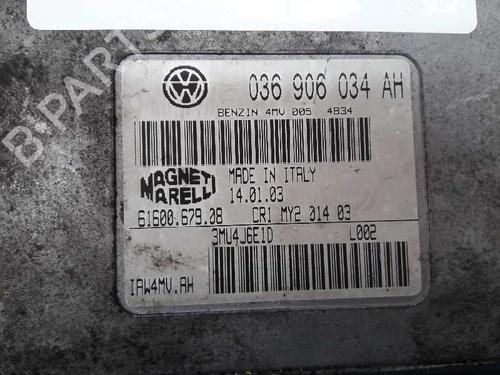 036 906 034 AH
BENZIN 4MV 005 4834
MAGNETI MARELLI
MADE IN ITALY
14.01.03
61600.679.08 CR1 MY2 014 03
3MU4J6E1D L002
IAW4MV.AH
B-PARTS